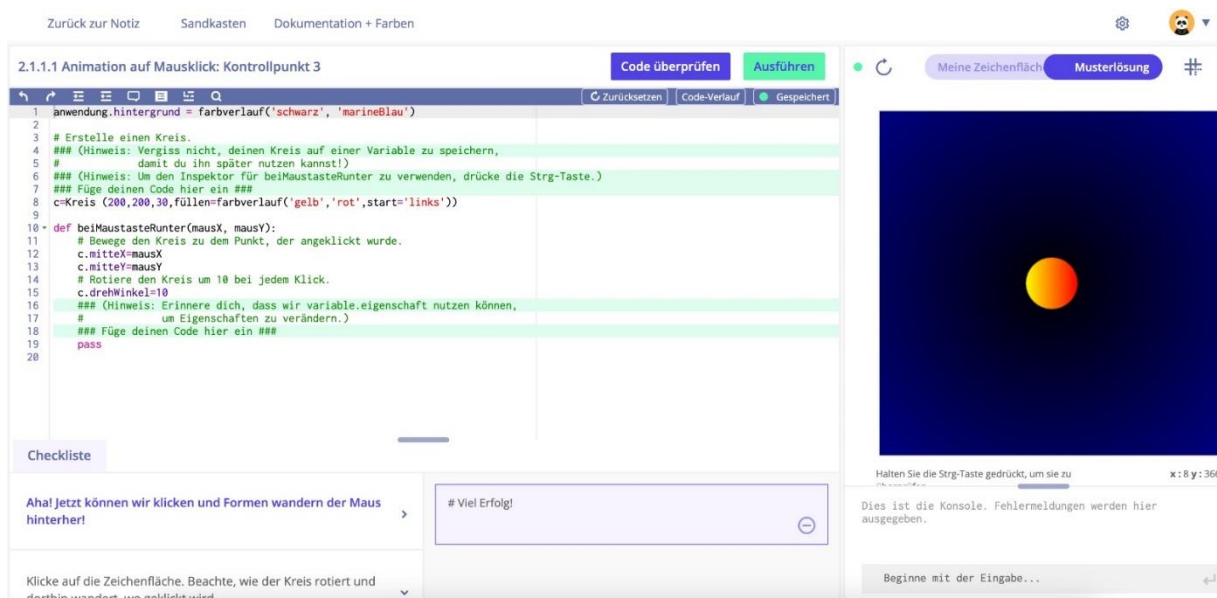 Zurück zur Notiz Sandkasten Dokumentation + Farben
2.1.1.1 Animation auf Mausklick: Kontrollpunkt 3
Code überprüfen Ausführen
Zurücksetzen Code-Verlauf Gespeichert
1 anwendung.hintergrund = farbverlauf('schwarz', 'marineBlau')
2
3 # Erstelle einen Kreis.
4 ### (Hinweis: Vergiss nicht, deinen Kreis auf einer Variable zu speichern,
5 # damit du ihn später nutzen kannst!)
6 ### (Hinweis: Um den Inspektor für beiMaustasteRunter zu verwenden, drücke die Strg-Taste.)
7 ### Füge deinen Code hier ein ###
8 c=Kreis (200,200,30,füllen=farbverlauf('gelb','rot',start='links'))
9
10 def beiMaustasteRunter(mausX, mausY):
11 # Bewege den Kreis zu dem Punkt, der angeklickt wurde.
12 c.mitteX=mausX
13 c.mitteY=mausY
14 # Rotiere den Kreis um 10 bei jedem Klick.
15 c.drehWinkel=10
16 ### (Hinweis: Erinnere dich, dass wir variable.eigenschaft nutzen können,
17 # um Eigenschaften zu verändern.)
18 ### Füge deinen Code hier ein ###
19 pass
20
Checkliste
Aha! Jetzt können wir klicken und Formen wandern der Maus
hinterher!
# Viel Erfolg!
Klicke auf die Zeichenfläche. Beachte, wie der Kreis rotiert und
dorthin wandert, wo geklickt wird
Meine Zeichenfläch Musterlösung
Halten Sie die Strg-Taste gedrückt, um sie zu
x : 8 y : 366
Dies ist die Konsole. Fehlermeldungen werden hier
ausgegeben.
Beginne mit der Eingabe...